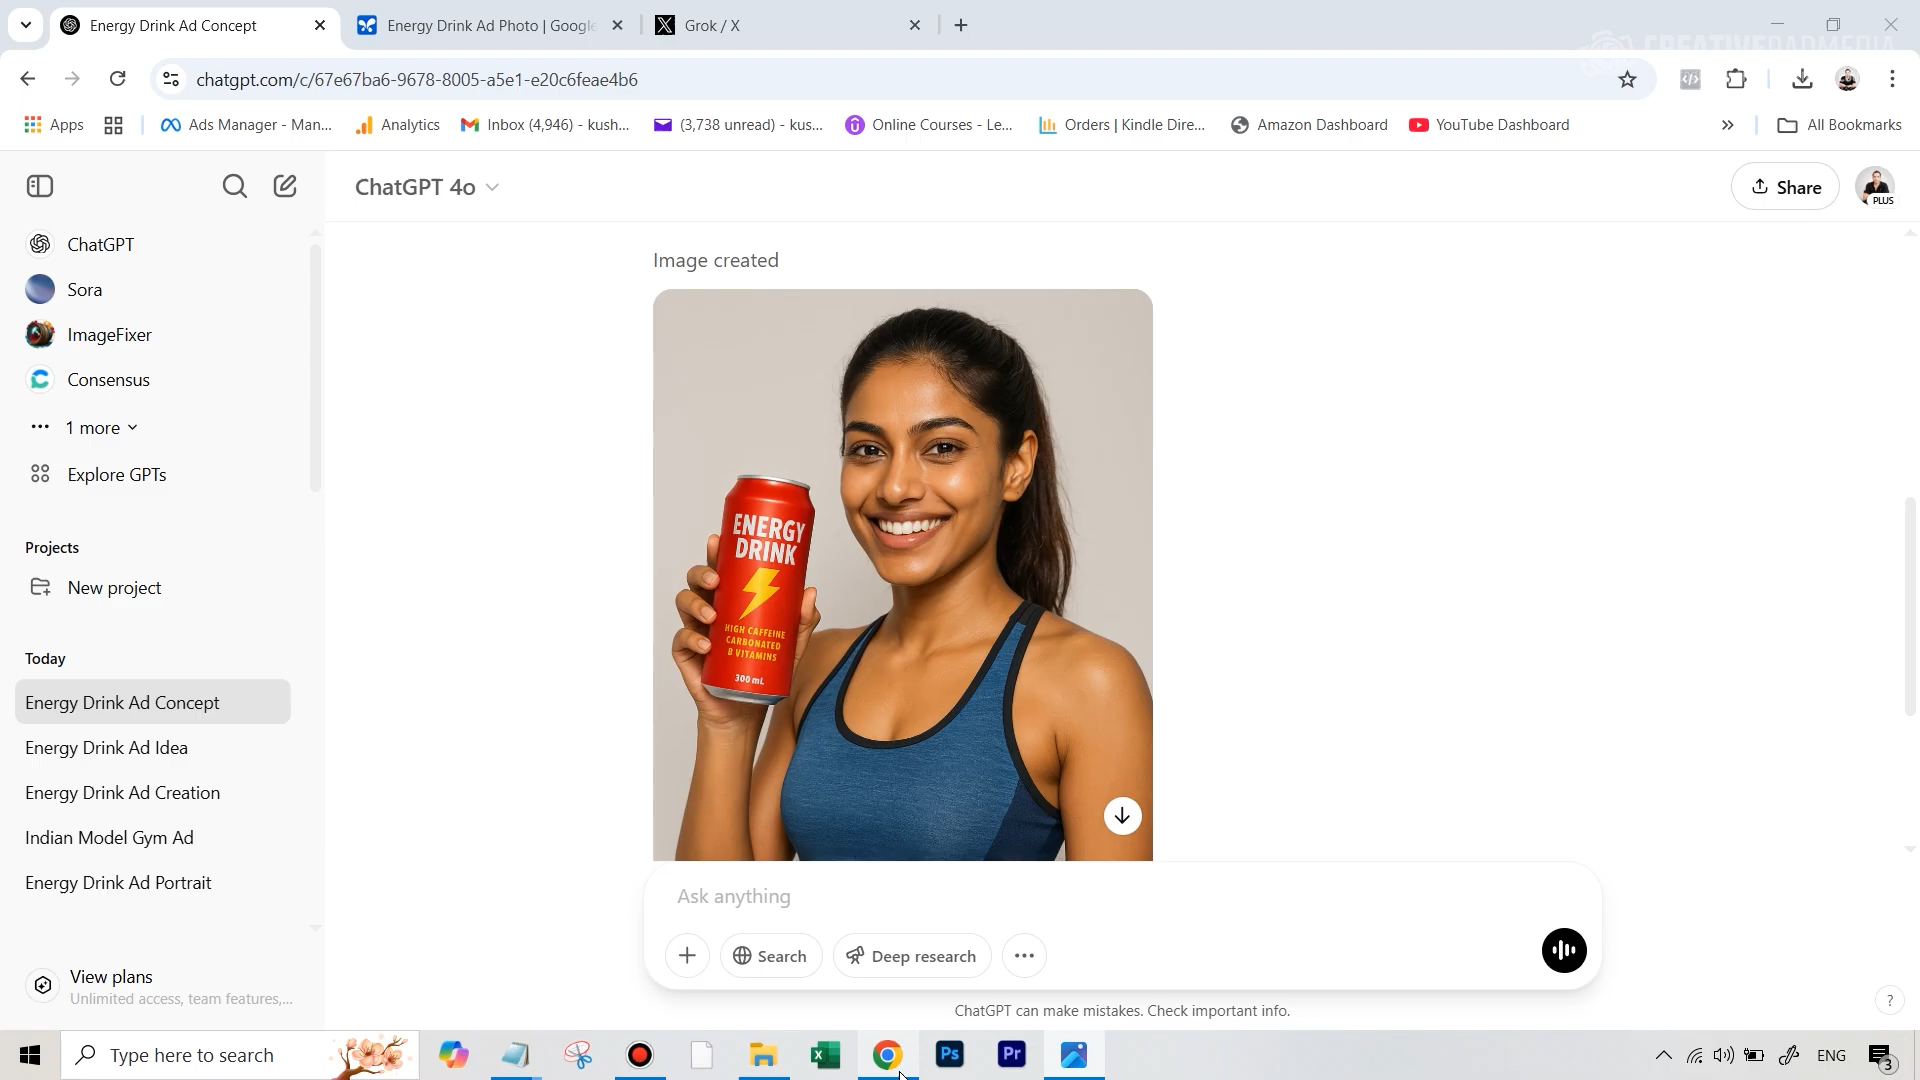 Energy Drink Ad Concept
Energy Drink Ad Photo | Google
Grok / X
CREATIVEPADMEDIA
chatgpt.com/c/67e67ba6-9678-8005-a5e1-e20c6feae4b6
Apps
Ads Manager - Man...
Analytics
Inbox (4,946) - kush...
(3,738 unread) - kus...
Online Courses - Le...
Orders | Kindle Dire...
Amazon Dashboard
YouTube Dashboard
All Bookmarks
ChatGPT 4o
Share
PLUS
ChatGPT
Sora
ImageFixer
Consensus
1 more
Explore GPTs
Projects
New project
Today
Energy Drink Ad Concept
Energy Drink Ad Idea
Energy Drink Ad Creation
Indian Model Gym Ad
Energy Drink Ad Portrait
View plans
Unlimited access, team features,...
Image created
ENERGY
DRINK
HIGH CAFFEINE
CARBONATED
B VITAMINS
300 mL
Ask anything
Search
Deep research
ChatGPT can make mistakes. Check important info.
?
Type here to search
Ps
Pr
ENG
3